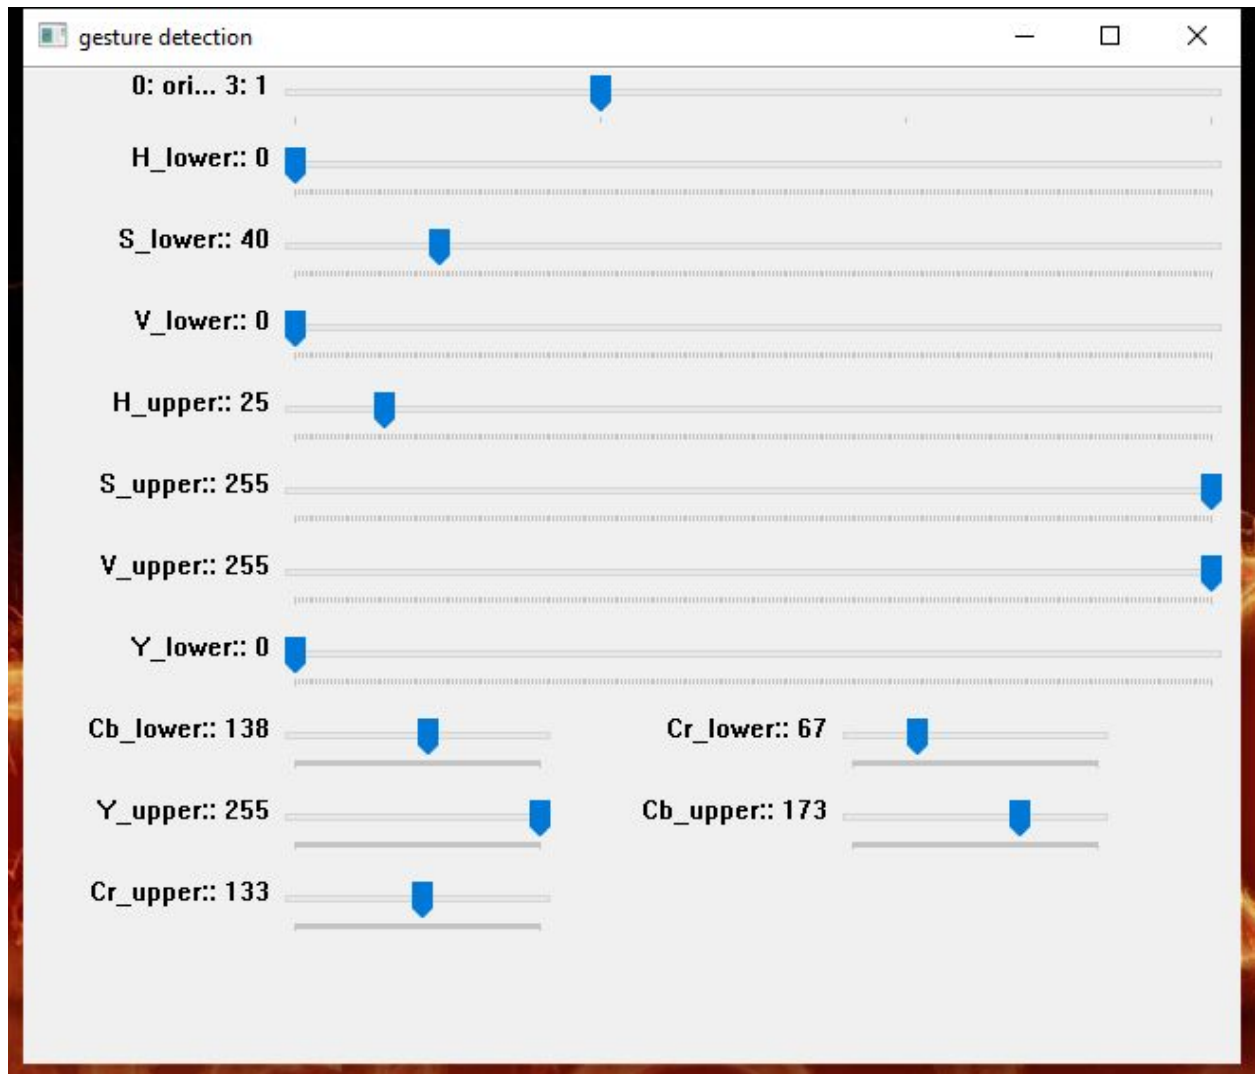 gesture detection
0: ori... 3: 1
H_lower:: 0
S_lower:: 40
V_lower:: 0
H_upper:: 25
S_upper:: 255
V_upper:: 255
Y_lower:: 0
Cb_lower:: 138 Cr_lower:: 67
Y_upper:: 255 Cb_upper:: 173
Cr_upper:: 133